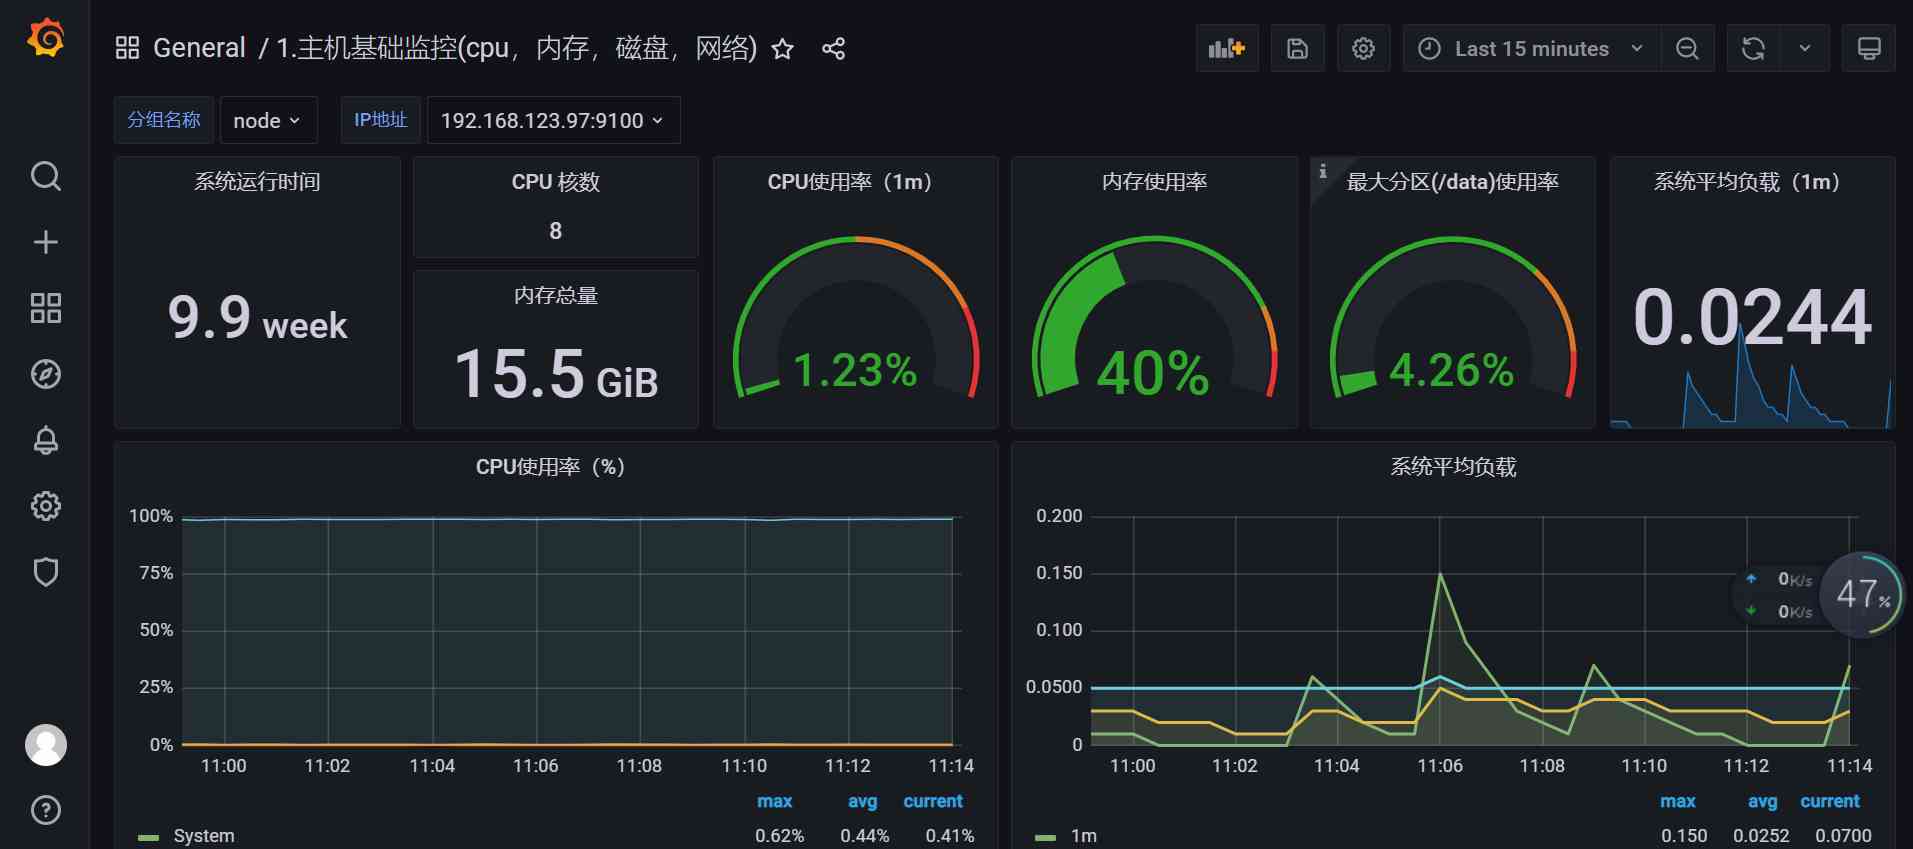 General / 1.主机基础监控(cpu，内存，磁盘，网络)
Last 15 minutes
分组名称 node IP地址 192.168.123.97:9100
系统运行时间
9.9 week
CPU 核数
8
内存总量
15.5 GiB
CPU使用率（1m）
1.23%
内存使用率
40%
最大分区(/data)使用率
4.26%
系统平均负载（1m）
0.0244
CPU使用率（%）
100%
75%
50%
25%
0%
11:00 11:02 11:04 11:06 11:08 11:10 11:12 11:14
max avg current
System 0.62% 0.44% 0.41%
系统平均负载
0.200
0.150
0.100
0.0500
0
11:00 11:02 11:04 11:06 11:08 11:10 11:12 11:14
max avg current
1m 0.150 0.0252 0.0700
0K/s
0K/s
47%